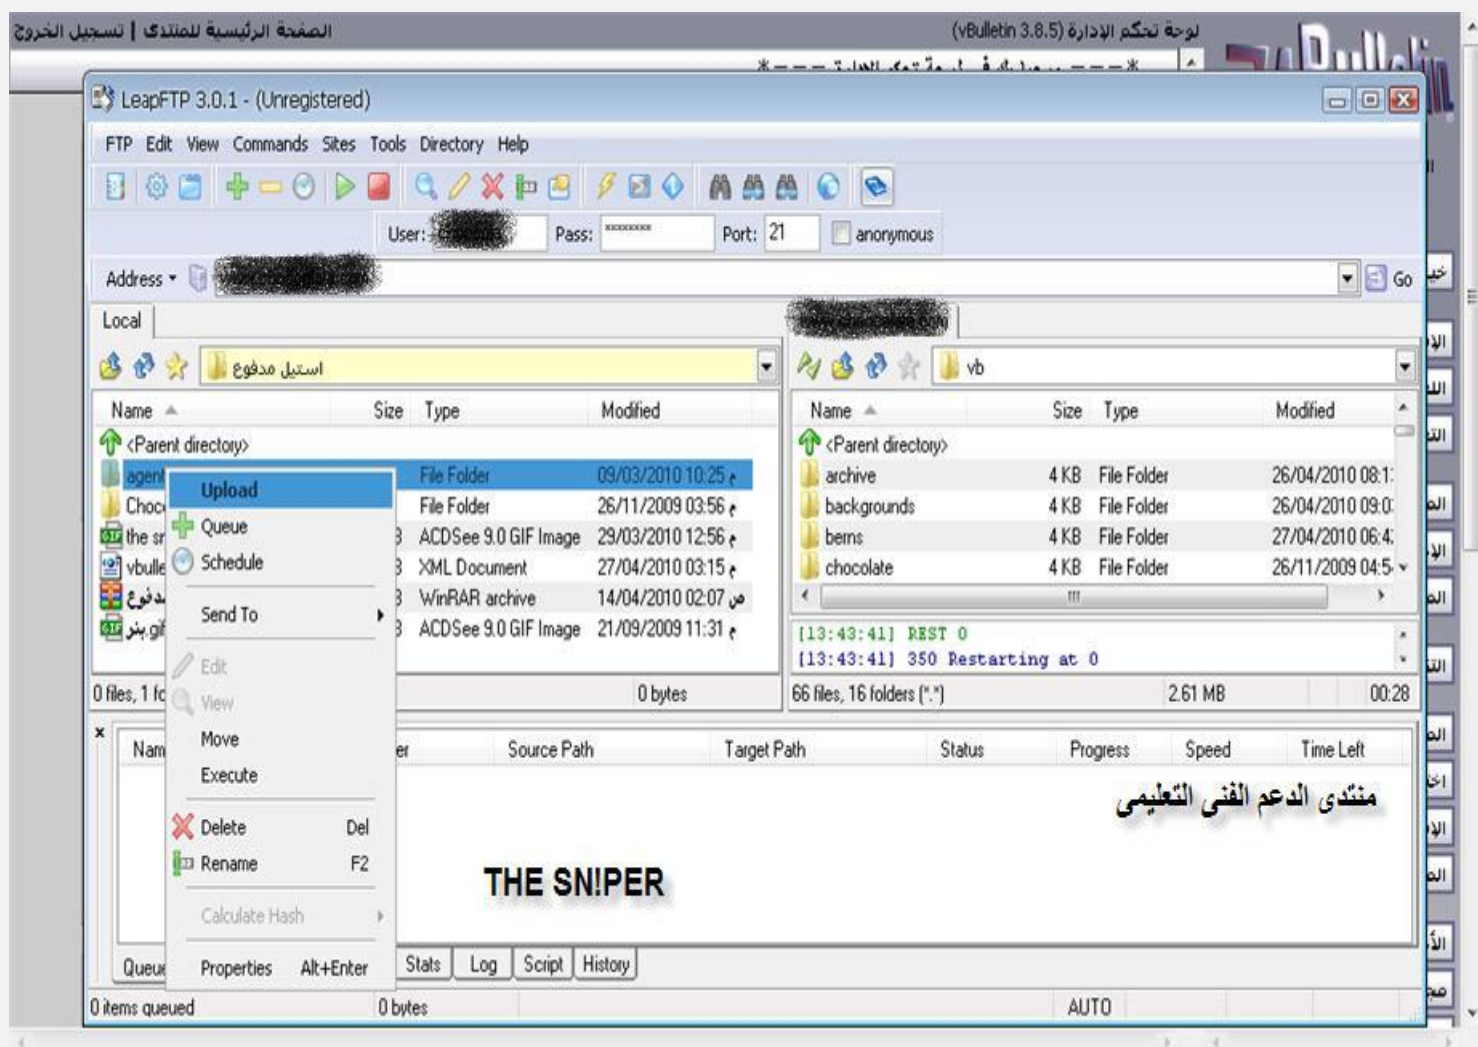 لوحة تحكم الإدارة (vBulletin 3.8.5)
الصفحة الرئيسية للمنتدى | تسجيل الخروج
LeapFTP 3.0.1 - (Unregistered)
FTP Edit View Commands Sites Tools Directory Help
User: Pass: xxxxxxxx Port: 21 anonymous
Address Go
Local
استيل مدفوع
vb
Name Size Type Modified
<Parent directory>
agent File Folder 09/03/2010 10:25 م
File Folder 26/11/2009 03:56 م
ACDSee 9.0 GIF Image 29/03/2010 12:56 م
XML Document 27/04/2010 03:15 م
WinRAR archive 14/04/2010 02:07 ص
ACDSee 9.0 GIF Image 21/09/2009 11:31 م
0 bytes
Upload
Queue
Schedule
Send To
Edit
View
Move
Execute
Delete Del
Rename F2
Calculate Hash
Properties Alt+Enter
Name Size Type Modified
<Parent directory>
archive 4 KB File Folder 26/04/2010 08:1
backgrounds 4 KB File Folder 26/04/2010 09:0
berns 4 KB File Folder 27/04/2010 06:4
chocolate 4 KB File Folder 26/11/2009 04:5
[13:43:41] REST 0
[13:43:41] 350 Restarting at 0
66 files, 16 folders (*.*) 2.61 MB 00:28
Source Path Target Path Status Progress Speed Time Left
منتدى الدعم الفنى التعليمى
THE SN!PER
Stats Log Script History
0 items queued 0 bytes AUTO